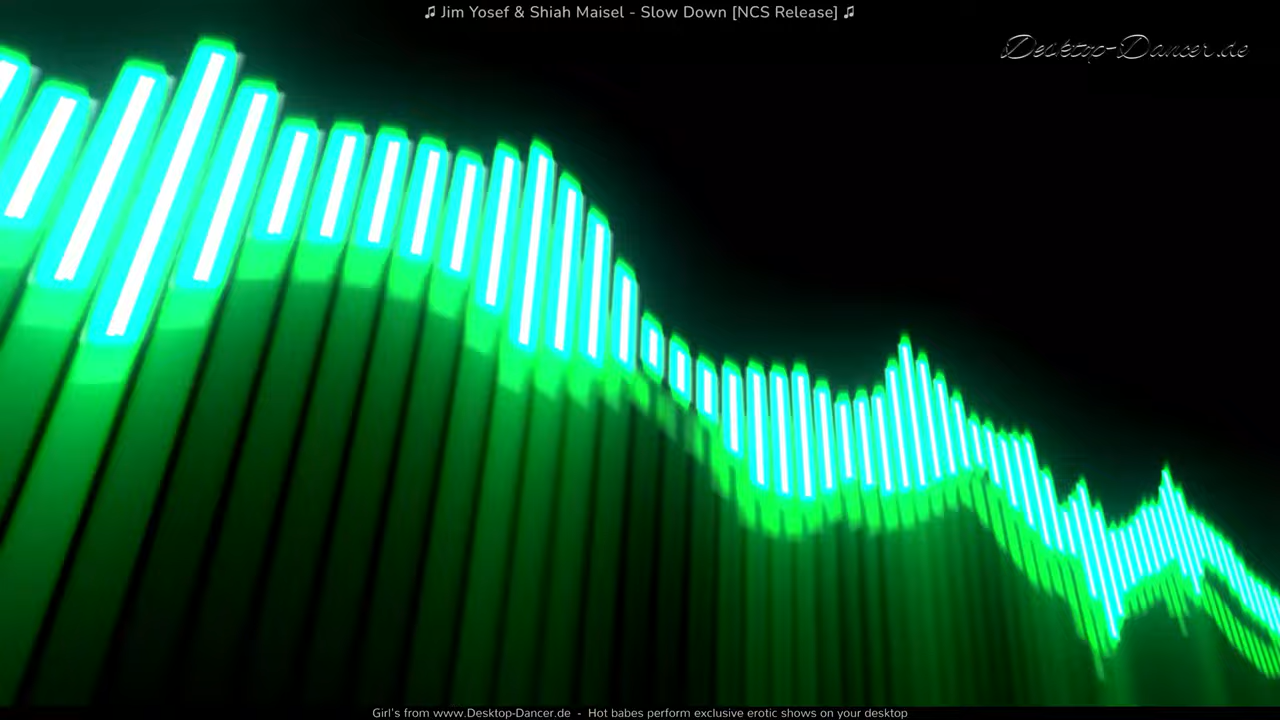 ♫ Jim Yosef & Shiah Maisel - Slow Down [NCS Release] ♫
Desktop-Dancer.de
Girl's from www.Desktop-Dancer.de - Hot babes perform exclusive erotic shows on your desktop